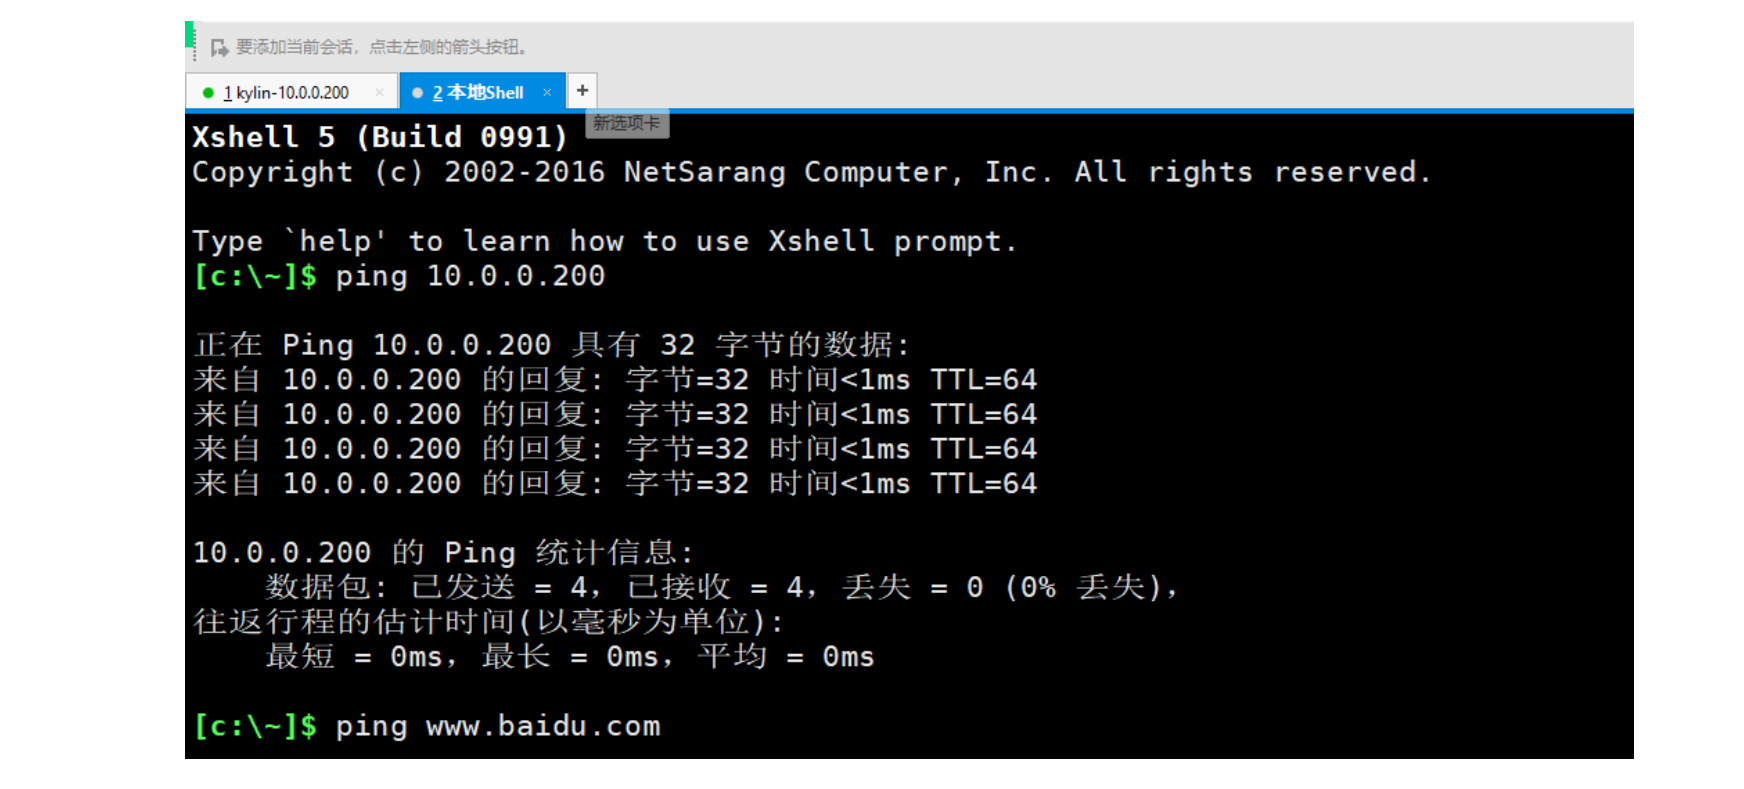 要添加当前会话，点击左侧的箭头按钮。
1 kylin-10.0.0.200 × 2 本地Shell × +
新选项卡
Xshell 5 (Build 0991)
Copyright (c) 2002-2016 NetSarang Computer, Inc. All rights reserved.
Type `help' to learn how to use Xshell prompt.
[c:\~]$ ping 10.0.0.200
正在 Ping 10.0.0.200 具有 32 字节的数据:
来自 10.0.0.200 的回复: 字节=32 时间<1ms TTL=64
来自 10.0.0.200 的回复: 字节=32 时间<1ms TTL=64
来自 10.0.0.200 的回复: 字节=32 时间<1ms TTL=64
来自 10.0.0.200 的回复: 字节=32 时间<1ms TTL=64
10.0.0.200 的 Ping 统计信息:
数据包: 已发送 = 4，已接收 = 4，丢失 = 0 (0% 丢失)，
往返行程的估计时间(以毫秒为单位):
最短 = 0ms，最长 = 0ms，平均 = 0ms
[c:\~]$ ping www.baidu.com